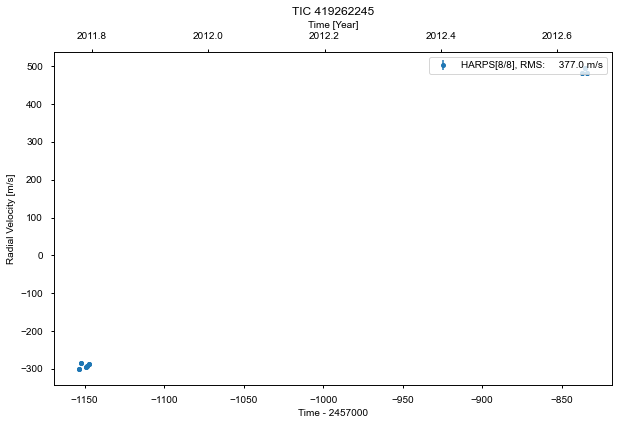 TIC 419262245
Time [Year]
2011.8 2012.0 2012.2 2012.4 2012.6
HARPS[8/8], RMS: 377.0 m/s
500
400
300
200
100
0
−100
−200
−300
Radial Velocity [m/s]
−1150 −1100 −1050 −1000 −950 −900 −850
Time - 2457000